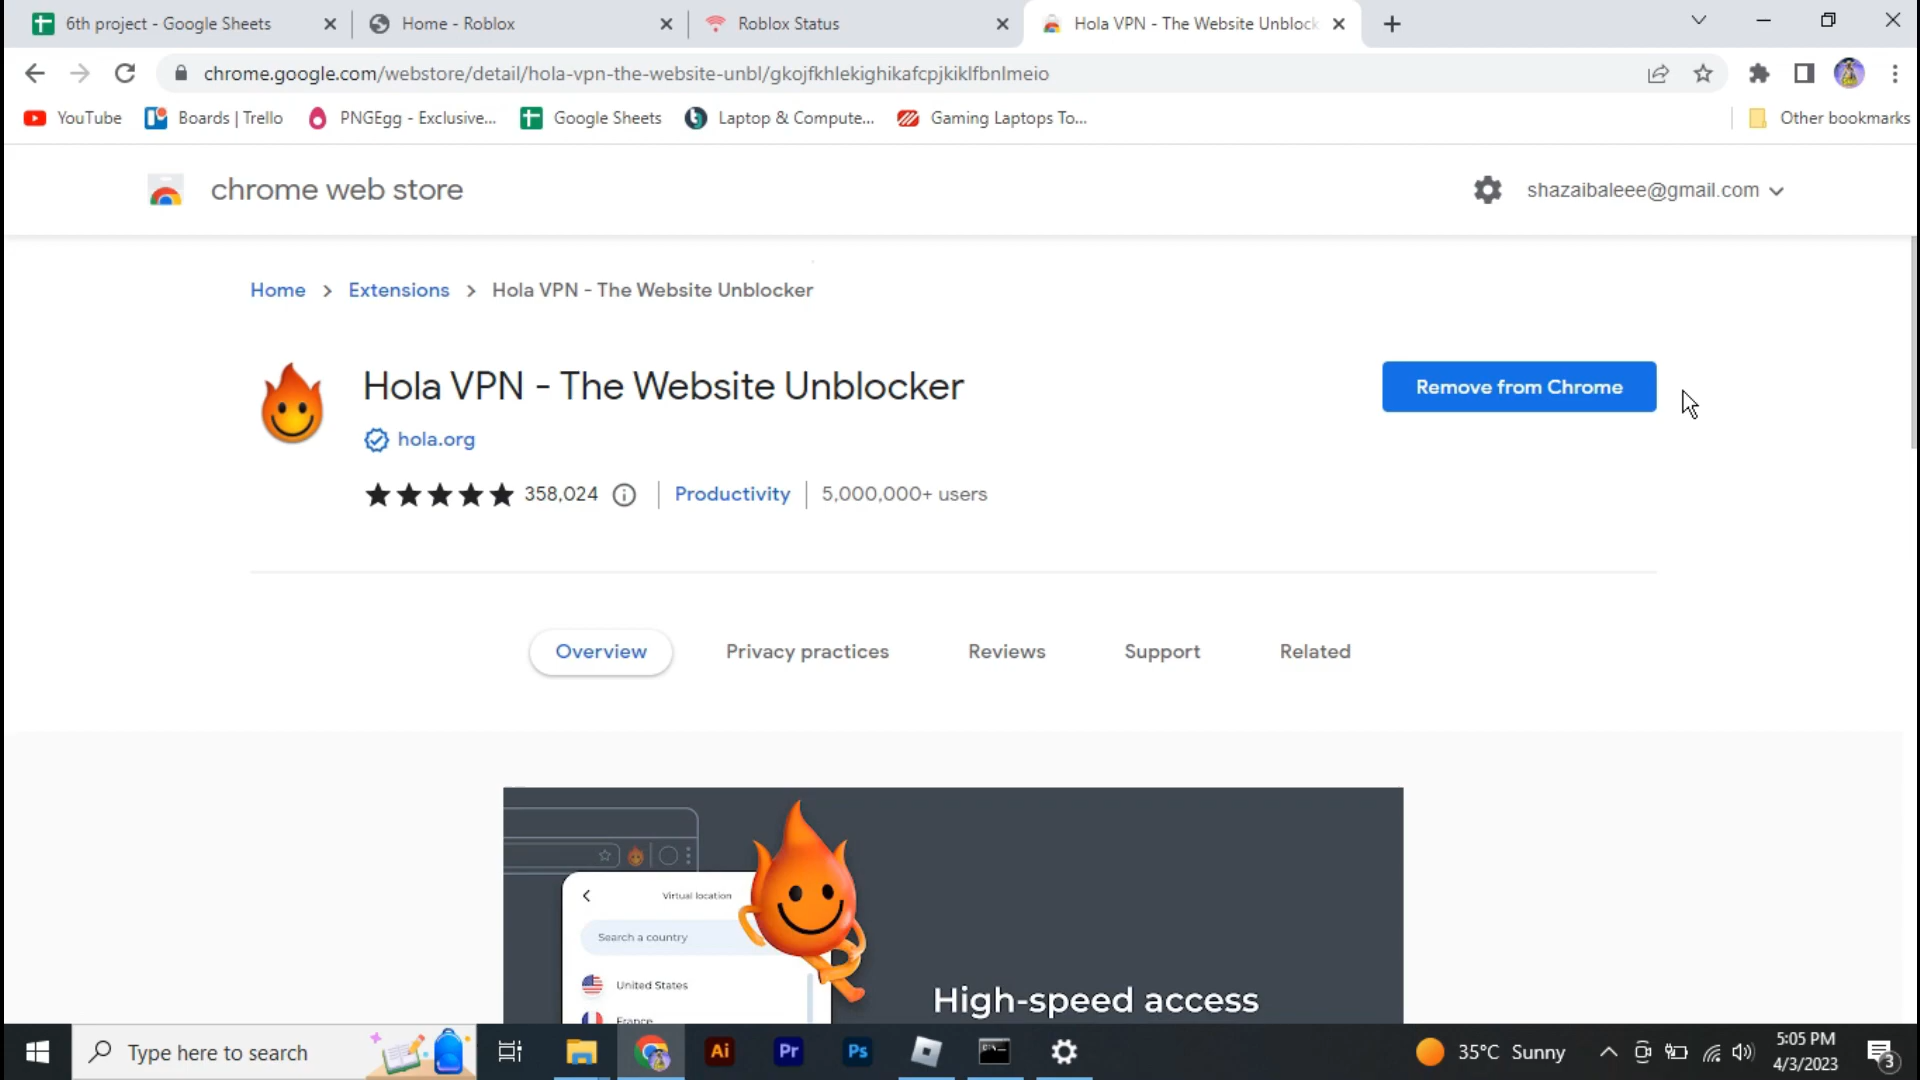 6th project - Google Sheets
Home - Roblox
Roblox Status
Hola VPN - The Website Unblock
chrome.google.com/webstore/detail/hola-vpn-the-website-unbl/gkojfkhlekighikafcpjkiklfbnlmeio
YouTube
Boards | Trello
PNGEgg - Exclusive...
Google Sheets
Laptop & Compute...
Gaming Laptops To...
Other bookmarks
chrome web store
shazaibaleee@gmail.com
Home > Extensions > Hola VPN - The Website Unblocker
Hola VPN - The Website Unblocker
Remove from Chrome
hola.org
358,024
Productivity
5,000,000+ users
Overview
Privacy practices
Reviews
Support
Related
Virtual location
Search a country
United States
France
High-speed access
Type here to search
Ai
Pr
Ps
35°C Sunny
5:05 PM
4/3/2023
3